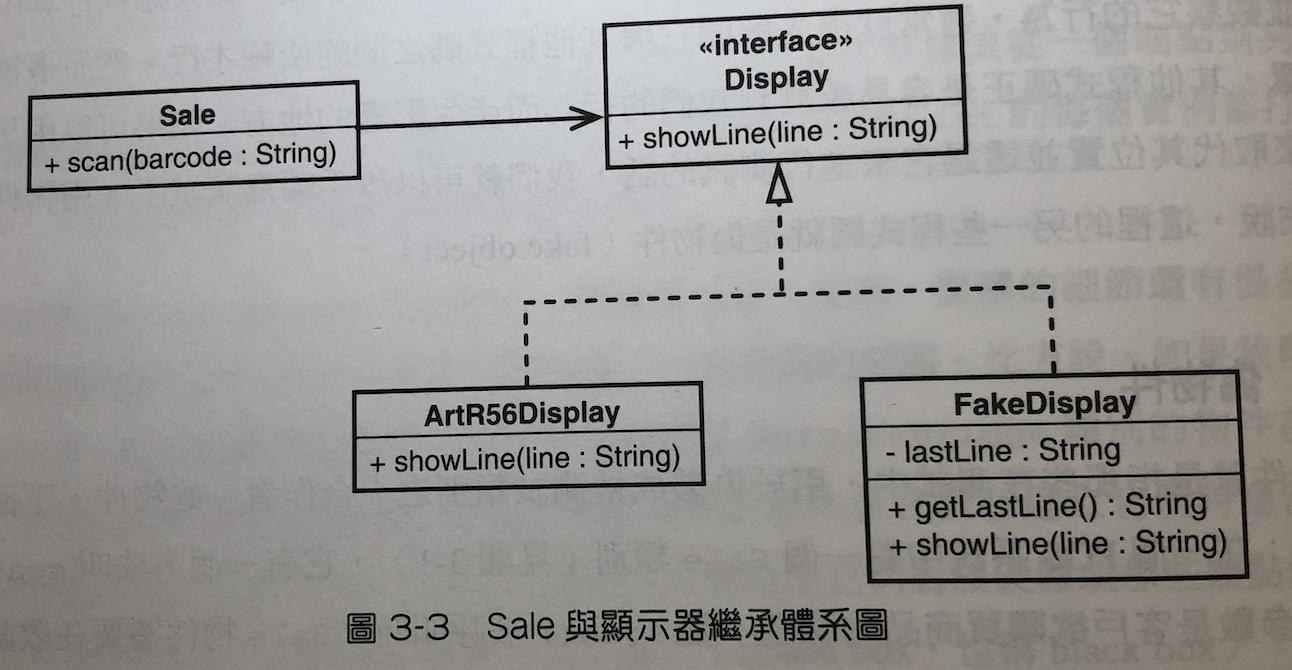 Sale
+ scan(barcode : String)
«interface»
Display
+ showLine(line : String)
ArtR56Display
+ showLine(line : String)
FakeDisplay
- lastLine : String
+ getLastLine() : String
+ showLine(line : String)
圖 3-3 Sale 與顯示器繼承體系圖